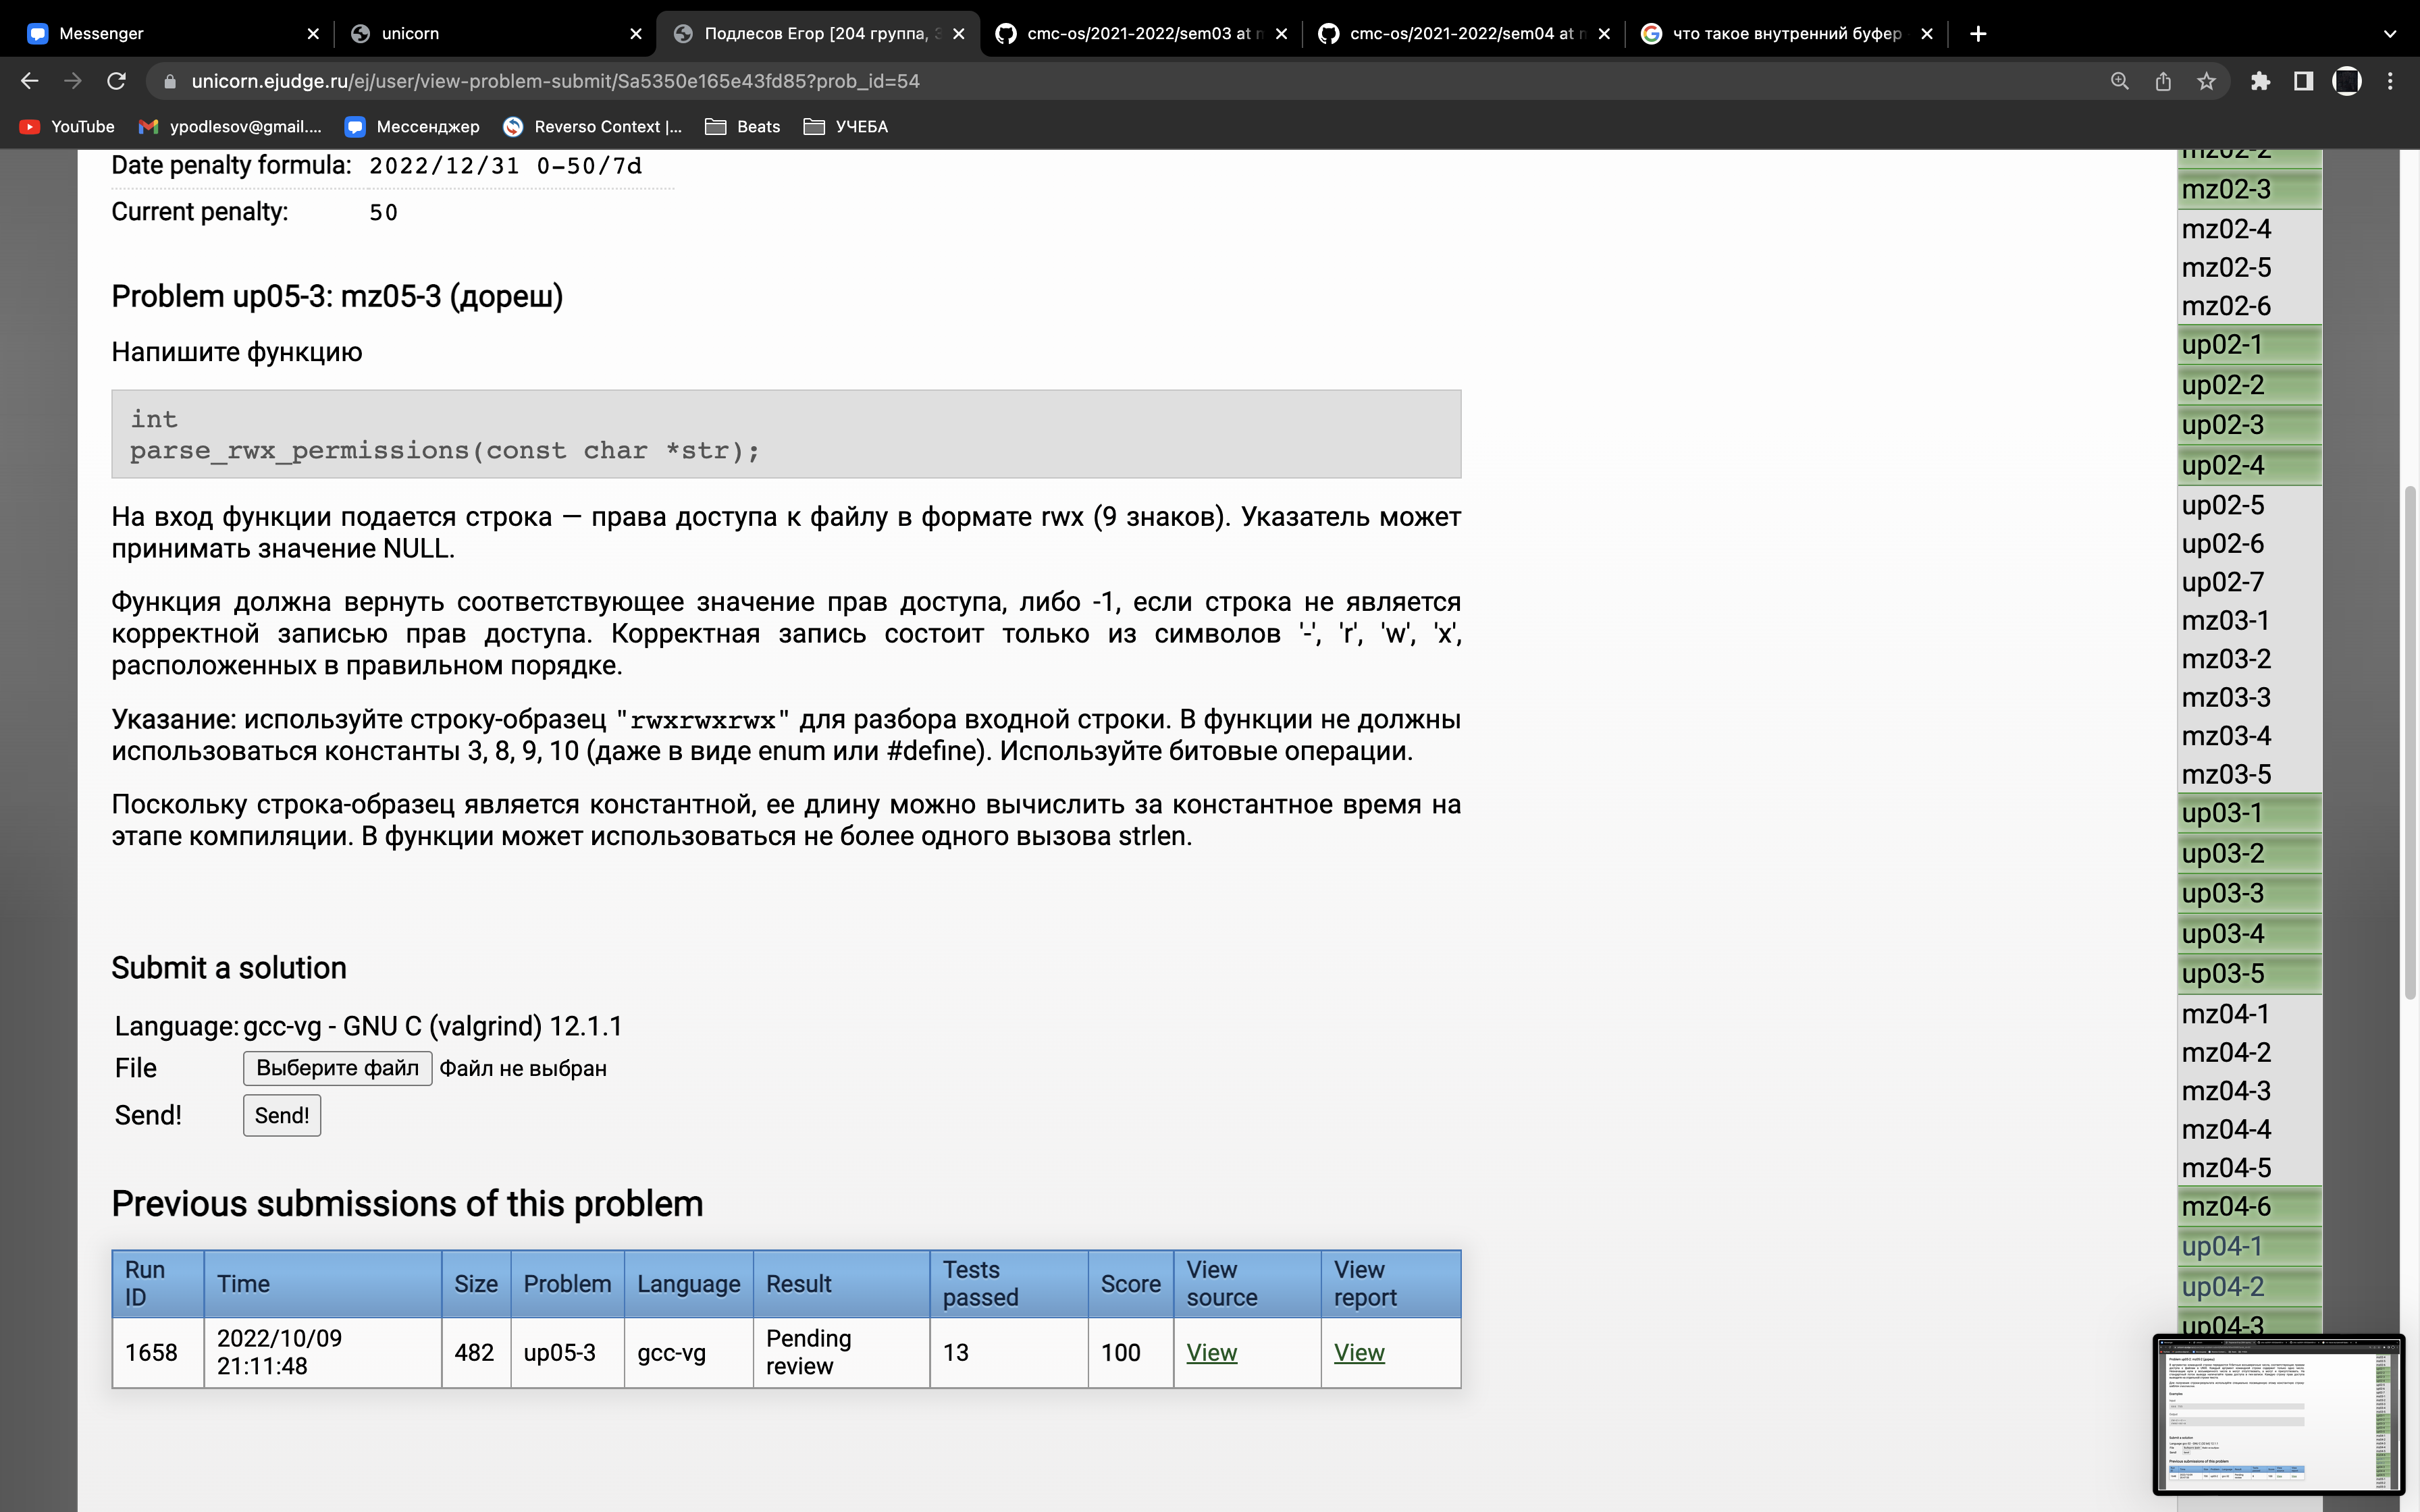 Messenger
unicorn
Подлесов Егор [204 группа, 3
cmc-os/2021-2022/sem03 at m
cmc-os/2021-2022/sem04 at m
что такое внутренний буфер
unicorn.ejudge.ru/ej/user/view-problem-submit/Sa5350e165e43fd85?prob_id=54
YouTube
ypodlesov@gmail....
Мессенджер
Reverso Context |...
Beats
УЧЕБА
Date penalty formula: 2022/12/31 0-50/7d
Current penalty: 50
Problem up05-3: mz05-3 (дореш)
Напишите функцию
int
parse_rwx_permissions(const char *str);
На вход функции подается строка — права доступа к файлу в формате rwx (9 знаков). Указатель может
принимать значение NULL.
Функция должна вернуть соответствующее значение прав доступа, либо -1, если строка не является
корректной записью прав доступа. Корректная запись состоит только из символов '-', 'r', 'w', 'x',
расположенных в правильном порядке.
Указание: используйте строку-образец "rwxrwxrwx" для разбора входной строки. В функции не должны
использоваться константы 3, 8, 9, 10 (даже в виде enum или #define). Используйте битовые операции.
Поскольку строка-образец является константной, ее длину можно вычислить за константное время на
этапе компиляции. В функции может использоваться не более одного вызова strlen.
Submit a solution
Language: gcc-vg - GNU C (valgrind) 12.1.1
File Выберите файл Файл не выбран
Send! Send!
Previous submissions of this problem
Run ID Time Size Problem Language Result Tests passed Score View source View report
1658 2022/10/09 21:11:48 482 up05-3 gcc-vg Pending review 13 100 View View
mz02-2
mz02-3
mz02-4
mz02-5
mz02-6
up02-1
up02-2
up02-3
up02-4
up02-5
up02-6
up02-7
mz03-1
mz03-2
mz03-3
mz03-4
mz03-5
up03-1
up03-2
up03-3
up03-4
up03-5
mz04-1
mz04-2
mz04-3
mz04-4
mz04-5
mz04-6
up04-1
up04-2
up04-3